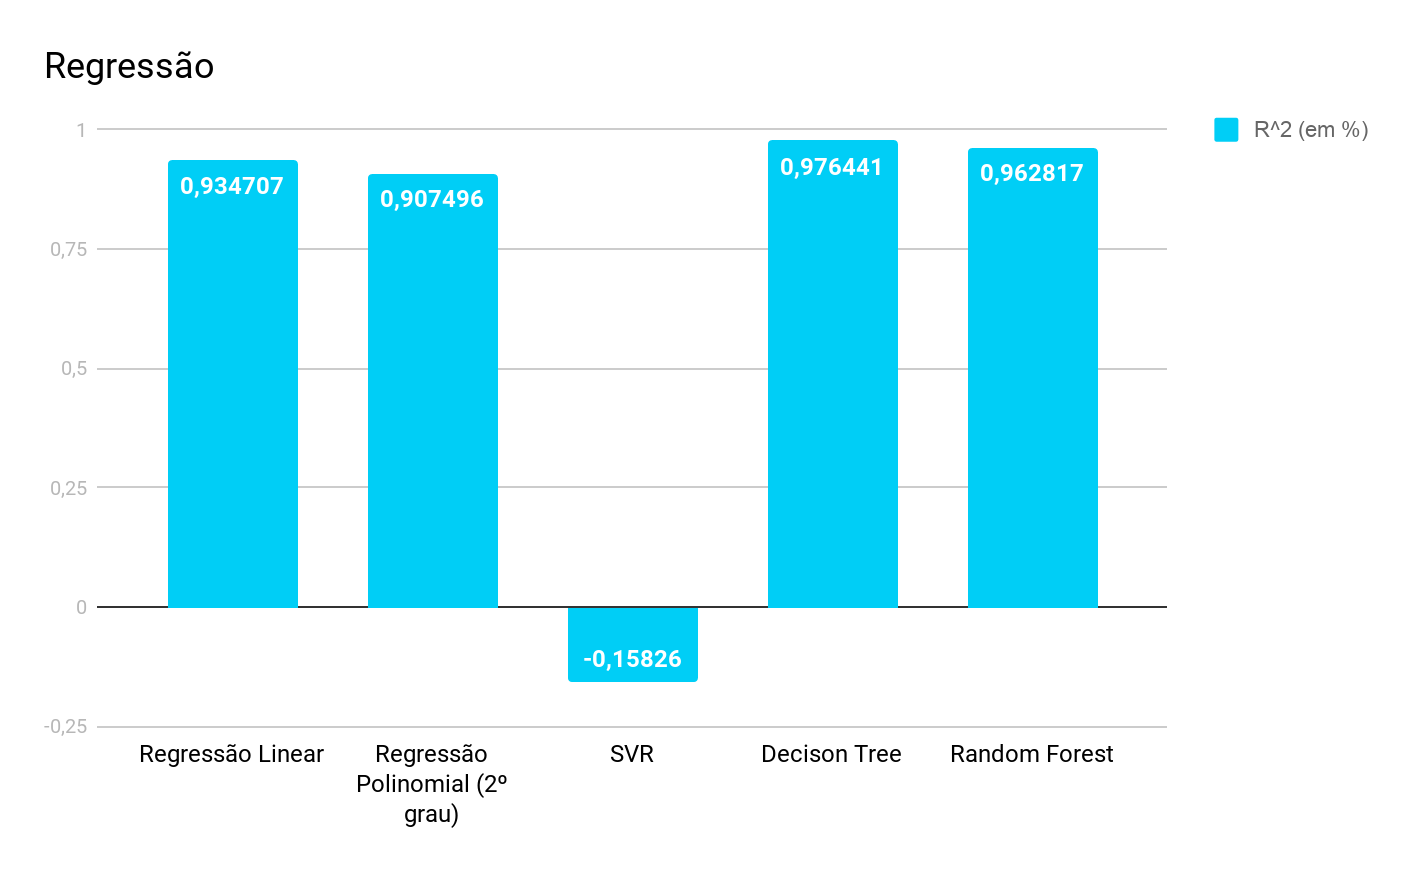 Regressão
R^2 (em %)
1
0,75
0,5
0,25
0
-0,25
0,934707
0,907496
-0,15826
0,976441
0,962817
Regressão Linear
Regressão
Polinomial (2º
grau)
SVR
Decison Tree
Random Forest